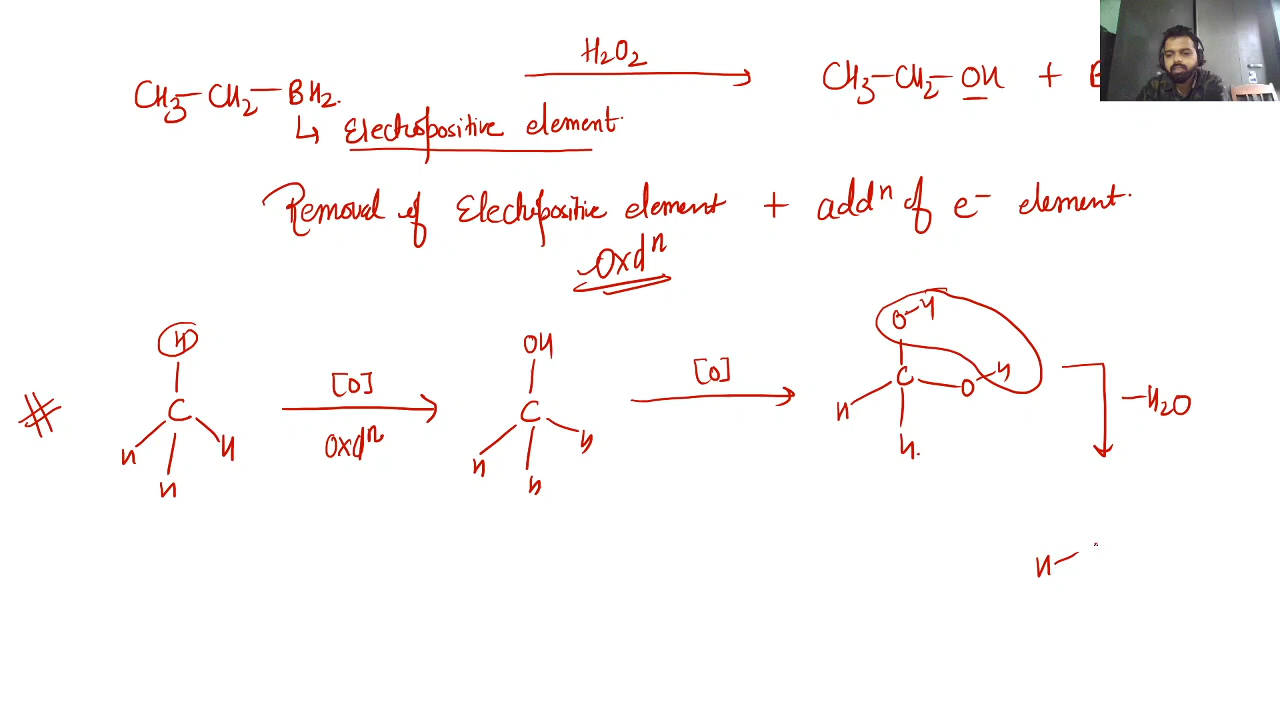 H2O2
CH3–CH2–BH2. CH3–CH2–OH +
↳ Electropositive element.
Removal of Electropositive element + addn of e– element.
oxdn
H OH O–H
[O] [O]
# C C C O–H –H2O
oxdn
H H H H H
H H H.
H–